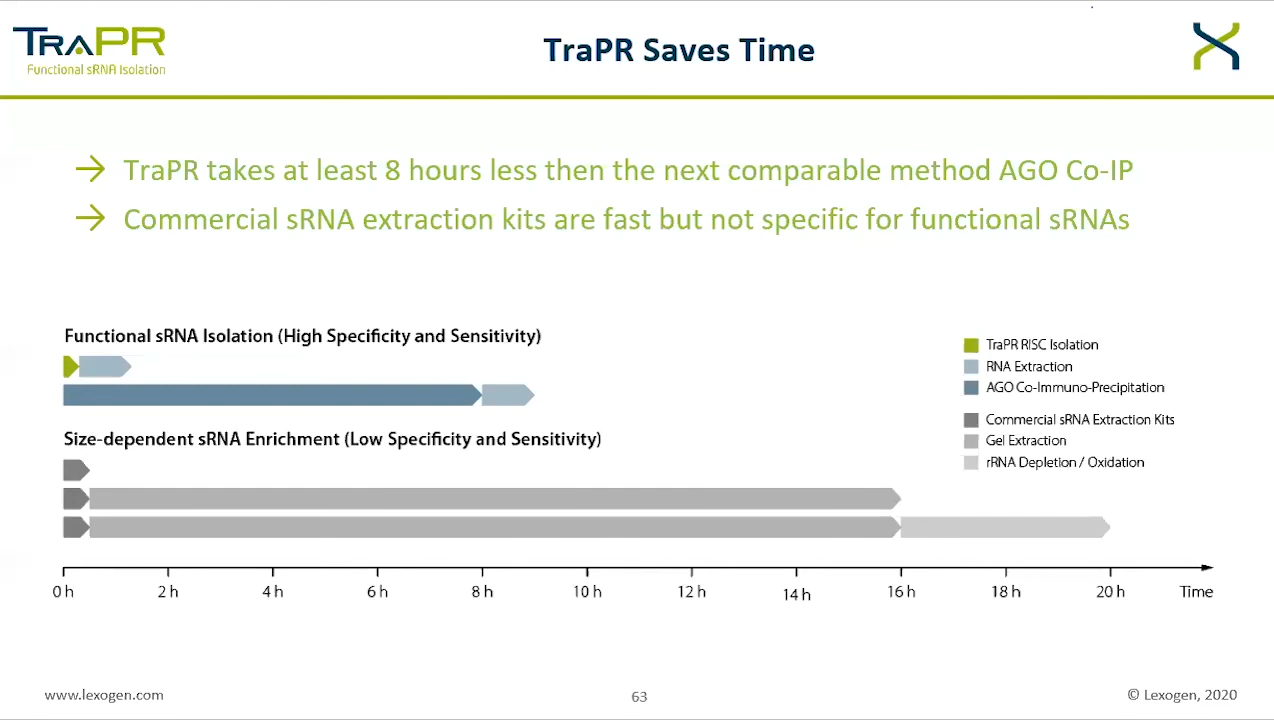 TRAPR
Functional sRNA Isolation
TraPR Saves Time
→ TraPR takes at least 8 hours less then the next comparable method AGO Co-IP
→ Commercial sRNA extraction kits are fast but not specific for functional sRNAs
Functional sRNA Isolation (High Specificity and Sensitivity)
Size-dependent sRNA Enrichment (Low Specificity and Sensitivity)
TraPR RISC Isolation
RNA Extraction
AGO Co-Immuno-Precipitation
Commercial sRNA Extraction Kits
Gel Extraction
rRNA Depletion / Oxidation
0 h 2 h 4 h 6 h 8 h 10 h 12 h 14 h 16 h 18 h 20 h Time
www.lexogen.com
63
© Lexogen, 2020